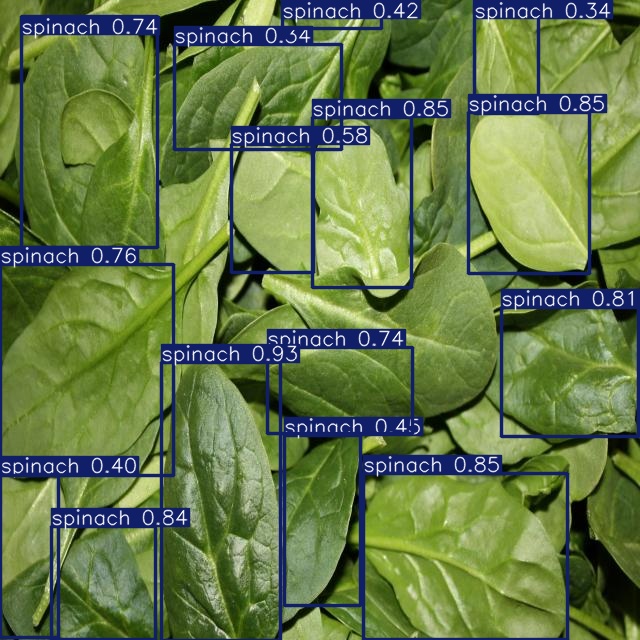 spinach 0.42
spinach 0.34
spinach 0.74
spinach 0.34
spinach 0.85
spinach 0.85
spinach 0.58
spinach 0.76
spinach 0.81
spinach 0.74
spinach 0.93
spinach 0.45
spinach 0.40
spinach 0.85
spinach 0.84